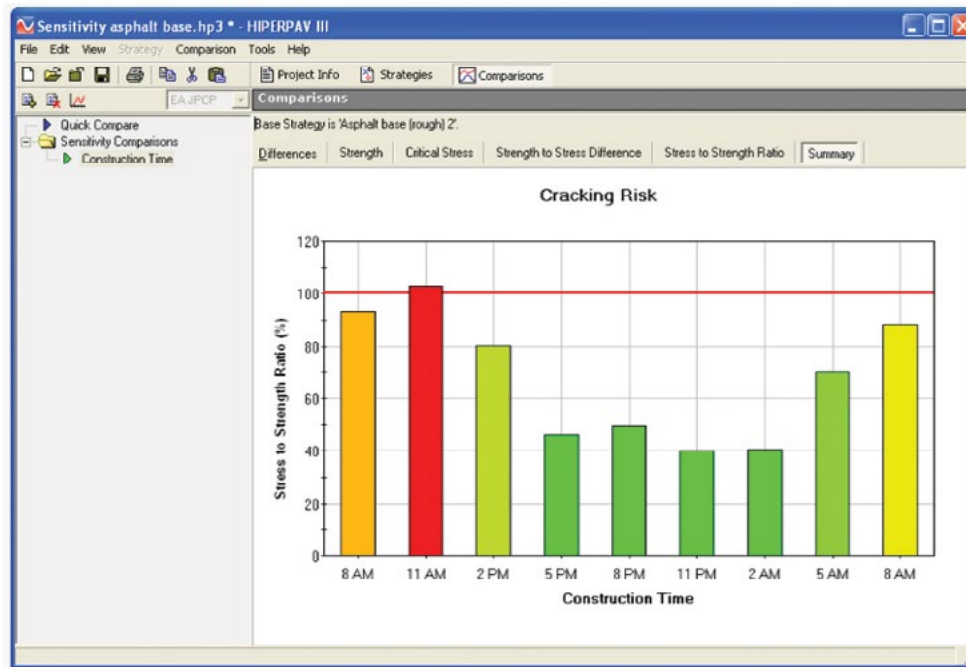 Sensitivity asphalt base.hp3 * - HIPERPAV III
File Edit View Strategy Comparison Tools Help
Project Info Strategies Comparisons
EA JPCP
Comparisons
Quick Compare
Sensitivity Comparisons
Construction Time
Base Strategy is 'Asphalt base (rough) 2'.
Differences Strength Critical Stress Strength to Stress Difference Stress to Strength Ratio Summary
Cracking Risk
Stress to Strength Ratio (%)
120
100
80
60
40
20
0
8 AM 11 AM 2 PM 5 PM 8 PM 11 PM 2 AM 5 AM 8 AM
Construction Time